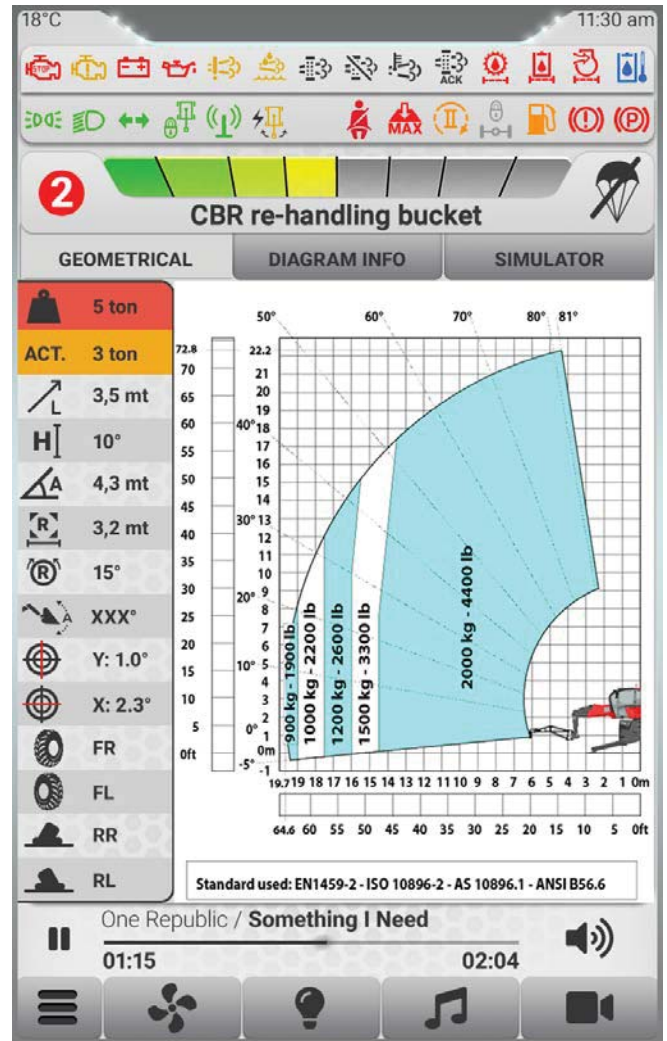 18°C 11:30 am
STOP
ACK
MAX II P
2
CBR re-handling bucket
GEOMETRICAL DIAGRAM INFO SIMULATOR
5 ton
ACT. 3 ton
L 3,5 mt
H 10°
A 4,3 mt
R 3,2 mt
R 15°
A XXX°
Y: 1.0°
X: 2.3°
FR
FL
RR
RL
50° 60° 70° 80° 81°
72.8
70
65
60
55
50
45
40
35
30
25
20
15
10
5
0ft
40°
30°
20°
10°
0°
-5°
22.2
21
20
19
18
17
16
15
14
13
12
11
10
9
8
7
6
5
4
3
2
1
0m
-1
900 kg - 1900 lb
1000 kg - 2200 lb
1200 kg - 2600 lb
1500 kg - 3300 lb
2000 kg - 4400 lb
19.7 19 18 17 16 15 14 13 12 11 10 9 8 7 6 5 4 3 2 1 0m
64.6 60 55 50 45 40 35 30 25 20 15 10 5 0ft
Standard used: EN1459-2 - ISO 10896-2 - AS 10896.1 - ANSI B56.6
One Republic / Something I Need
01:15 02:04